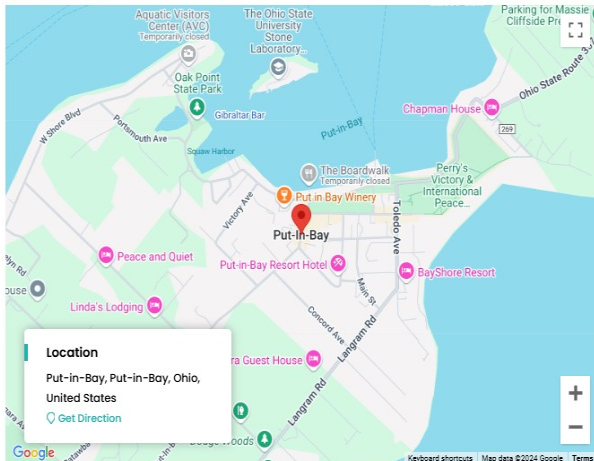 Aquatic Visitors
Center (AVC)
Temporarily closed
The Ohio State
University
Stone
Laboratory...
Parking for Massie
Cliffside Pre
Oak Point
State Park
Gibraltar Bar
Put-in-Bay
Chapman House
Ohio State Route 3
269
W Shore Blvd
Portsmouth Ave
Squaw Harbor
The Boardwalk
Temporarily closed
Perry's
Victory &
International
Peace...
Put in Bay Winery
Victory Ave
Toledo Ave
Put-In-Bay
Peace and Quiet
Put-in-Bay Resort Hotel
BayShore Resort
Main St
Linda's Lodging
Concord Ave
Langram Rd
ra Guest House
Langram Rd
Location
Put-in-Bay, Put-in-Bay, Ohio,
United States
Get Direction
Google
Keyboard shortcuts
Map data ©2024 Google
Terms
+
−